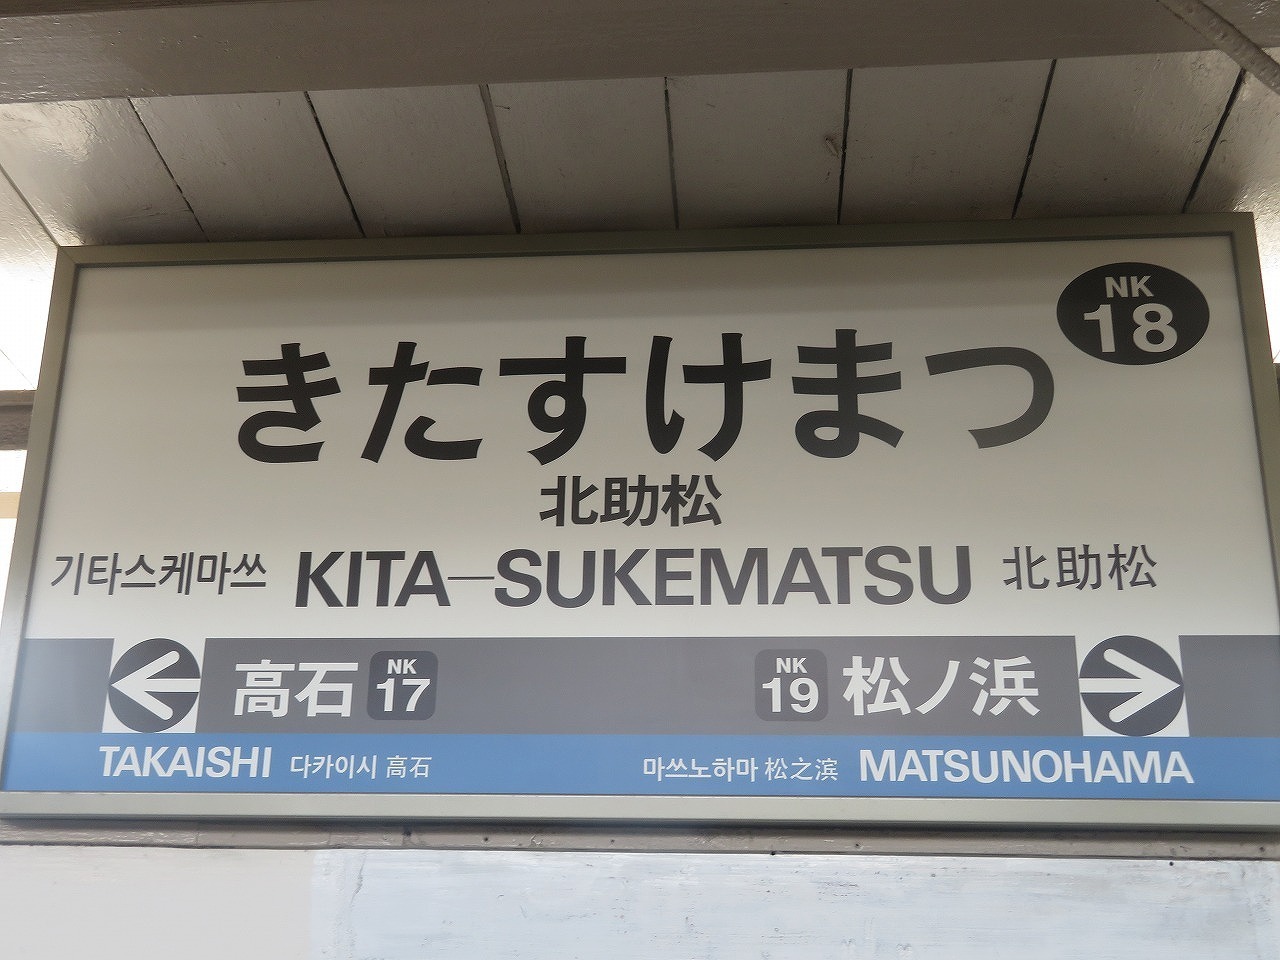 NK
18
きたすけまつ
北助松
기타스케마쓰 KITA-SUKEMATSU 北助松
高石 NK 17 NK 19 松ノ浜
TAKAISHI 다카이시 高石 마쓰노하마 松之滨 MATSUNOHAMA